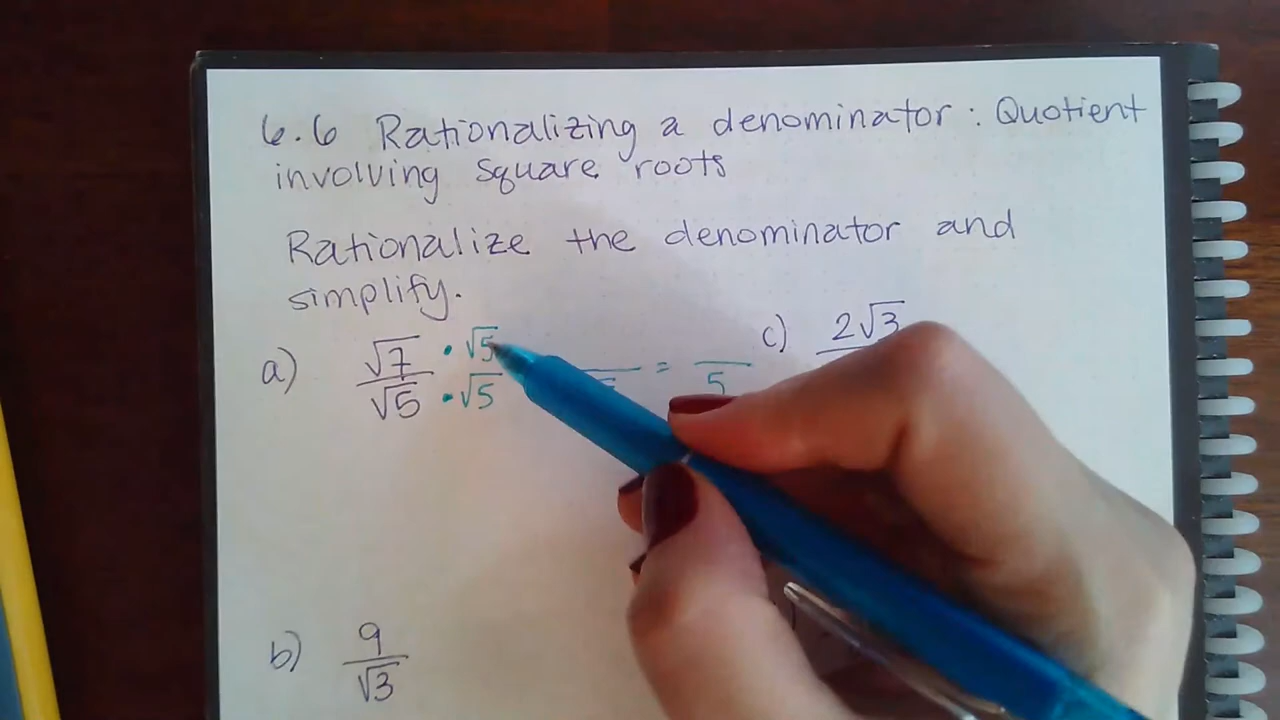 6.6 Rationalizing a denominator : Quotient
involving square roots
Rationalize the denominator and
simplify.
a) √7/√5 · √5/· √5 = /5
c) 2√3
b) 9/√3